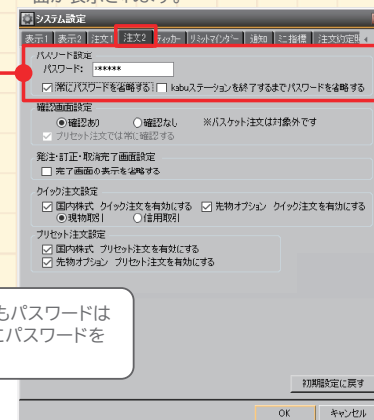 面が表示されます。
システム設定
表示1 表示2 注文1 注文2 ティッカー リミットマインダー 通知 ミニ指標 注文約定
パスワード設定
パスワード: ******
常にパスワードを省略する kabuステーションを終了するまでパスワードを省略する
確認画面設定
確認あり 確認なし ※バスケット注文は対象外です
プリセット注文では常に確認する
発注・訂正・取消完了画面設定
完了画面の表示を省略する
クイック注文設定
国内株式 クイック注文を有効にする 先物オプション クイック注文を有効にする
現物取引 信用取引
プリセット注文設定
国内株式 プリセット注文を有効にする
先物オプション プリセット注文を有効にする
もパスワードは
にパスワードを
初期設定に戻す
OK キャンセル